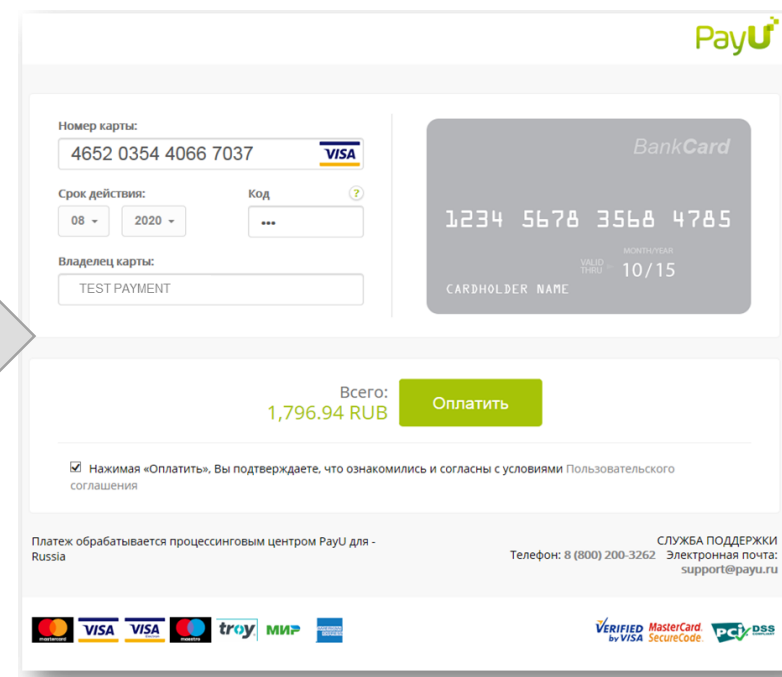 PayU
Номер карты:
4652 0354 4066 7037 VISA
Срок действия: Код ?
08 2020 •••
Владелец карты:
TEST PAYMENT
BankCard
1234 5678 3568 4785
MONTH/YEAR
VALID THRU 10/15
CARDHOLDER NAME
Всего:
1,796.94 RUB
Оплатить
Нажимая «Оплатить», Вы подтверждаете, что ознакомились и согласны с условиями Пользовательского
соглашения
Платеж обрабатывается процессинговым центром PayU для -
Russia
СЛУЖБА ПОДДЕРЖКИ
Телефон: 8 (800) 200-3262 Электронная почта:
support@payu.ru
mastercard VISA VISA maestro troy МИР AMERICAN EXPRESS
VERIFIED by VISA MasterCard. SecureCode. PCI DSS